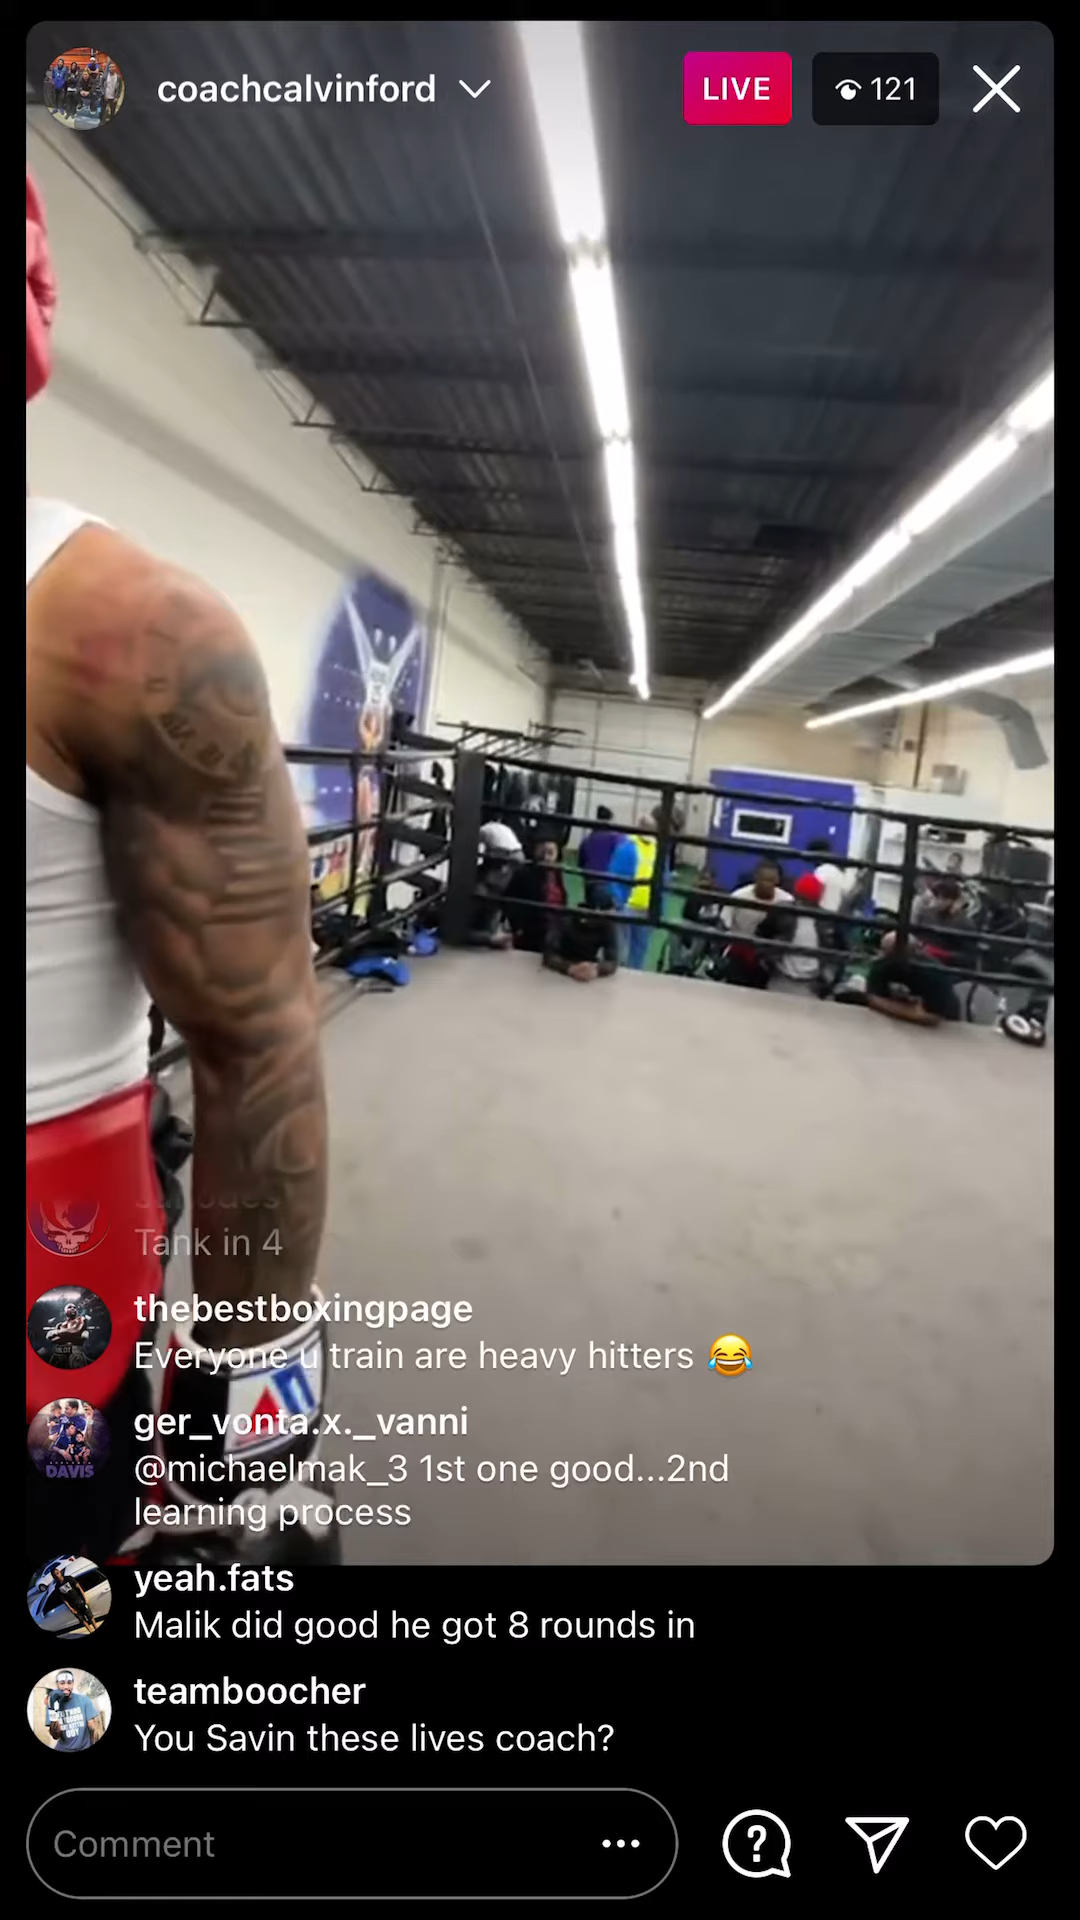 coachcalvinford
LIVE
121
Tank in 4
thebestboxingpage
Everyone u train are heavy hitters 😂
ger_vonta.x._vanni
@michaelmak_3 1st one good...2nd
learning process
DAVIS
yeah.fats
Malik did good he got 8 rounds in
teamboocher
You Savin these lives coach?
Comment